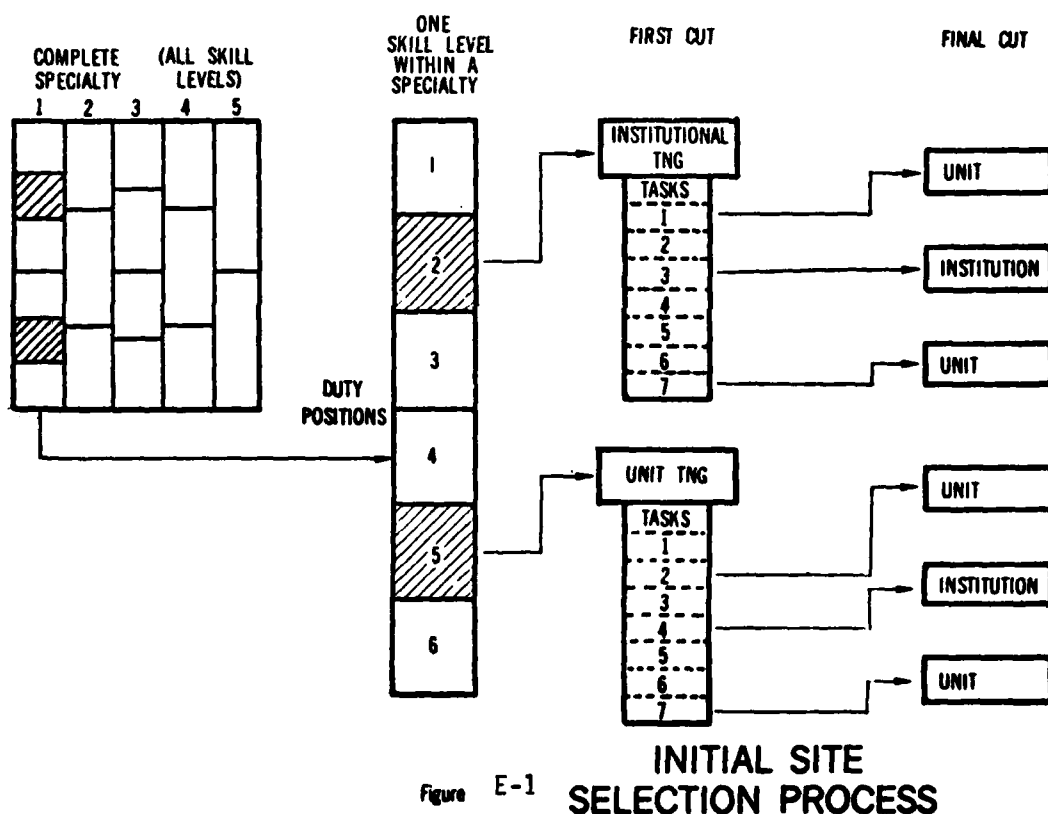 COMPLETE (ALL SKILL
SPECIALTY LEVELS)
1 2 3 4 5
ONE
SKILL LEVEL
WITHIN A
SPECIALTY
1
2
3
4
5
6
DUTY
POSITIONS
FIRST CUT
INSTITUTIONAL
TNG
TASKS
1
2
3
4
5
6
7
UNIT TNG
TASKS
1
2
3
4
5
6
7
FINAL CUT
UNIT
INSTITUTION
UNIT
UNIT
INSTITUTION
UNIT
Figure E-1
INITIAL SITE
SELECTION PROCESS